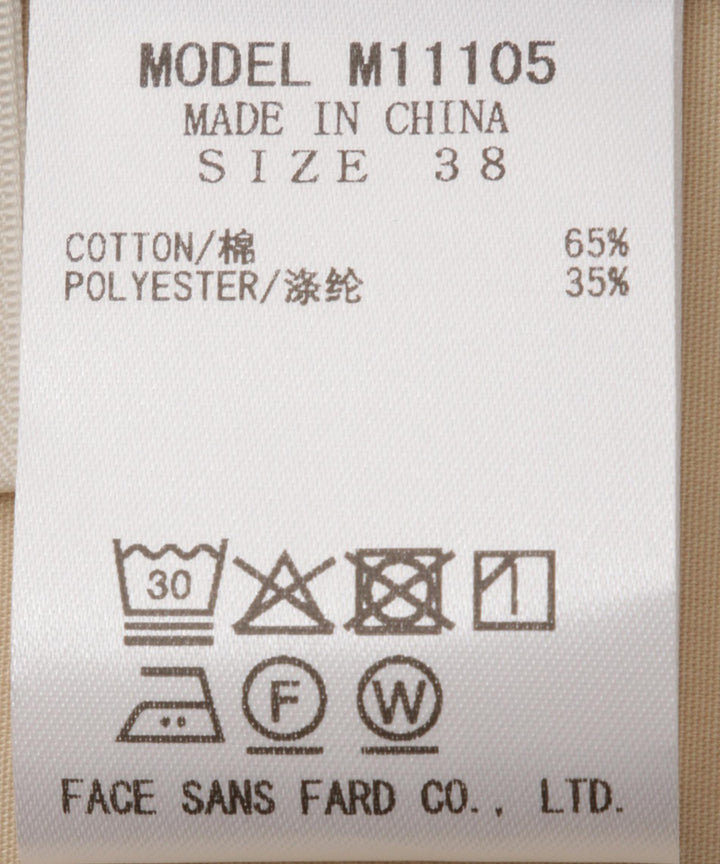 MODEL M11105
MADE IN CHINA
SIZE 38
COTTON/棉 65%
POLYESTER/涤纶 35%
30
F W
FACE SANS FARD CO., LTD.